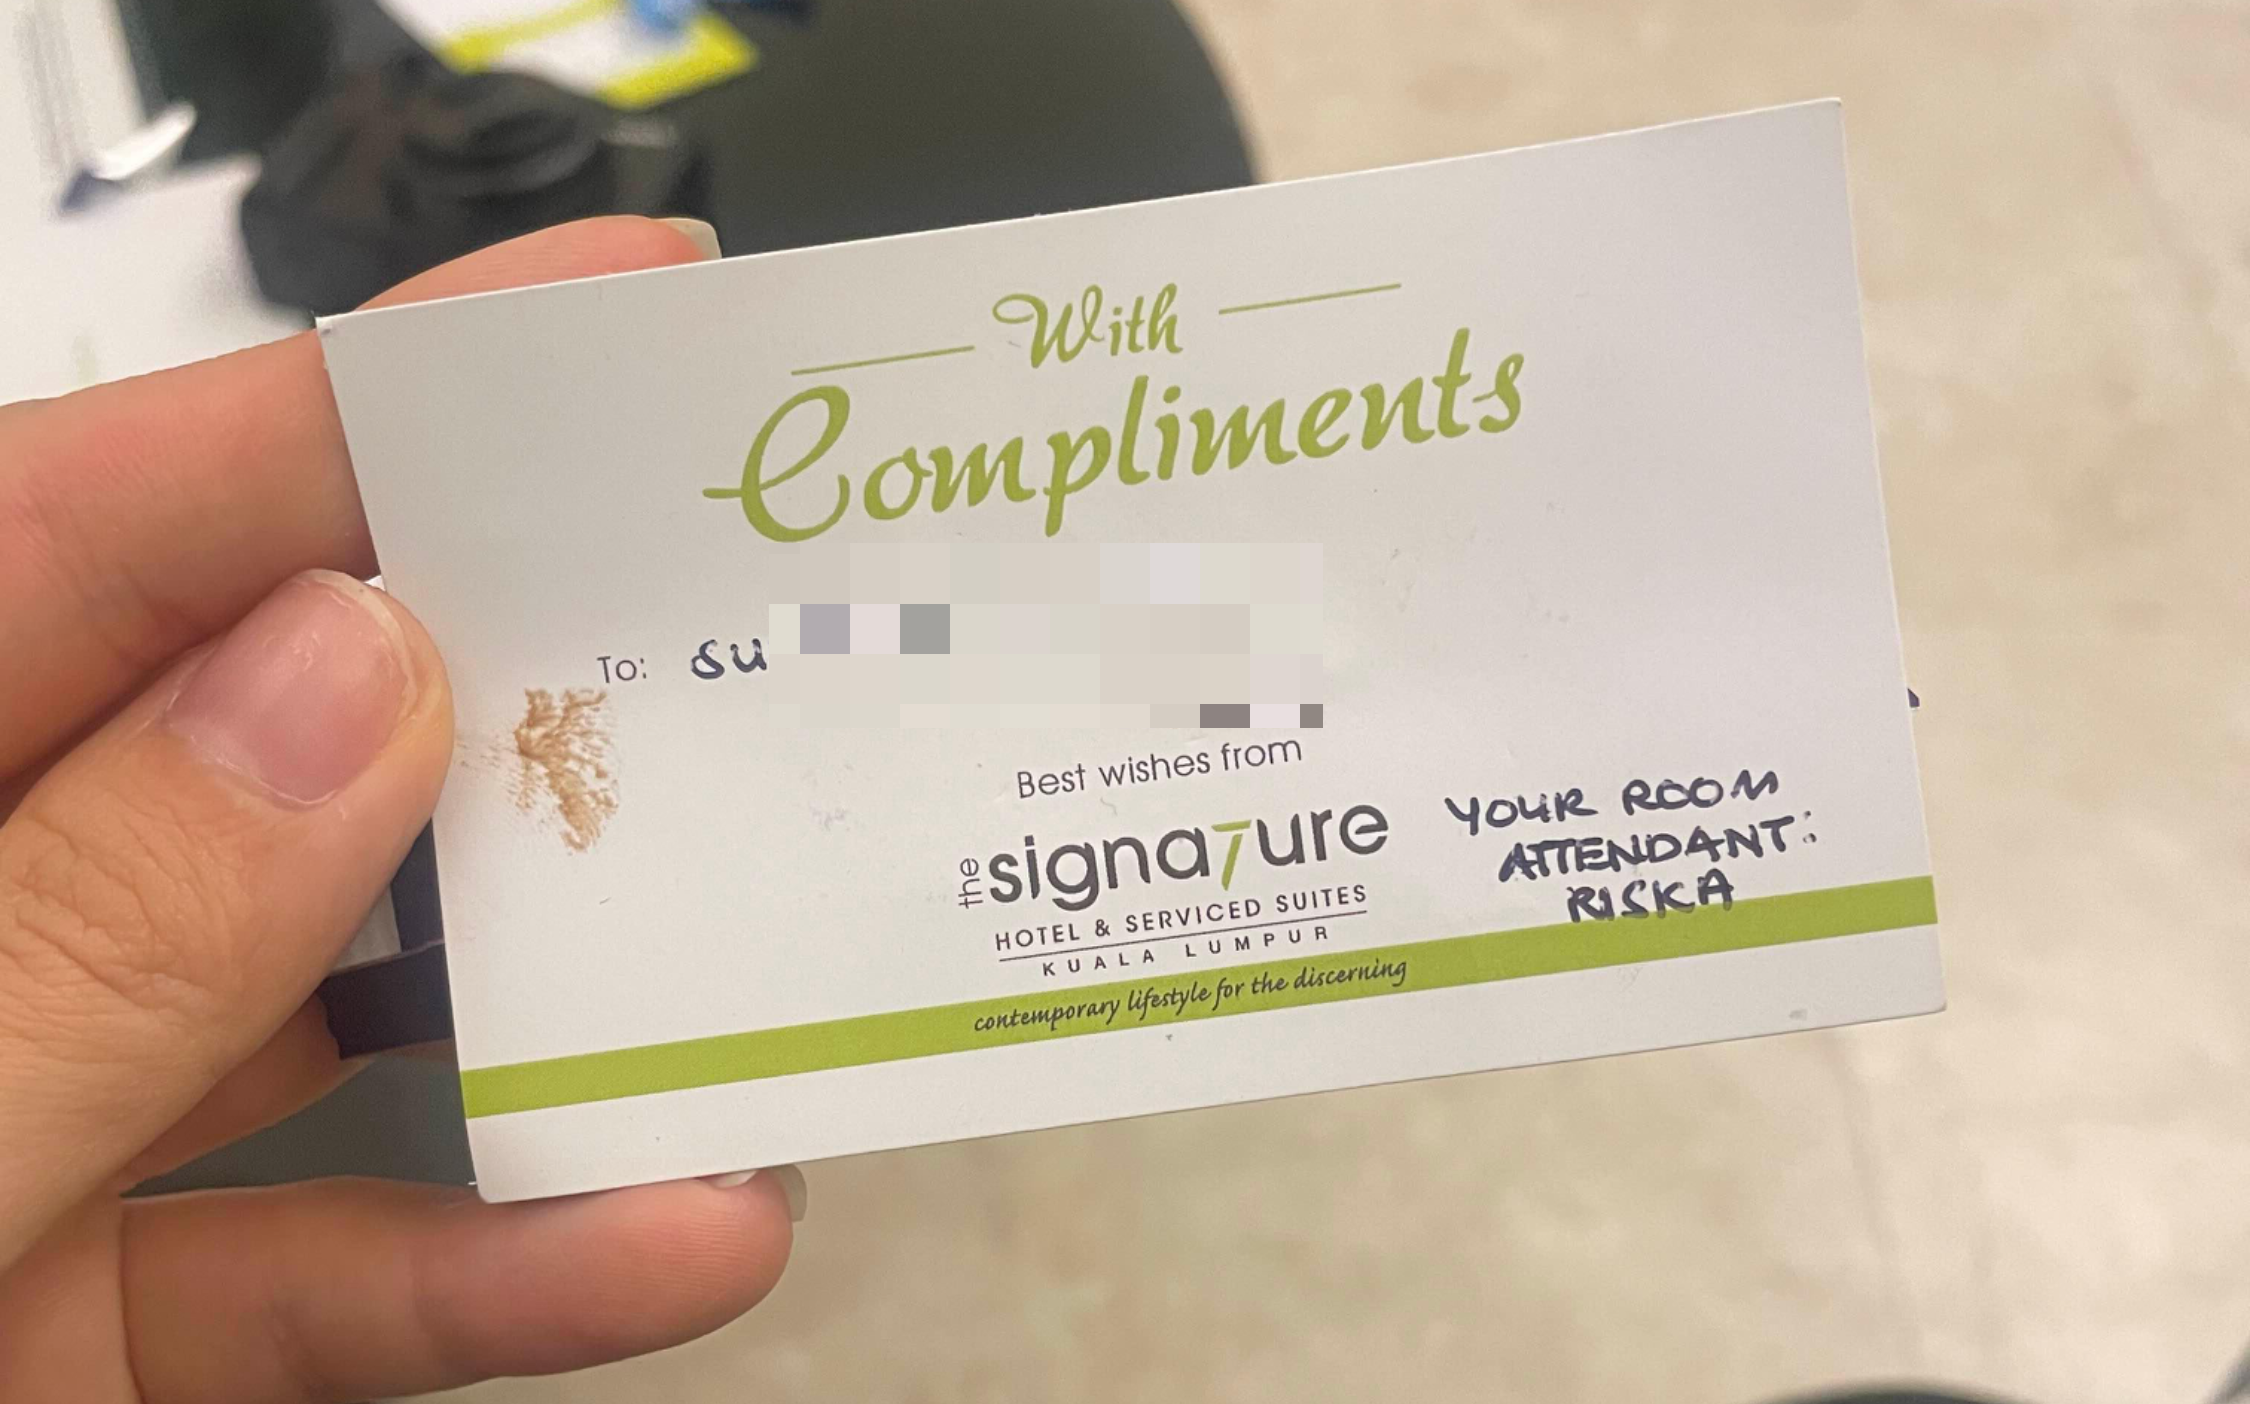 With
Compliments
To: Su
Best wishes from
the signa7ure
HOTEL & SERVICED SUITES
KUALA LUMPUR
contemporary lifestyle for the discerning
YOUR ROOM
ATTENDANT:
RISKA